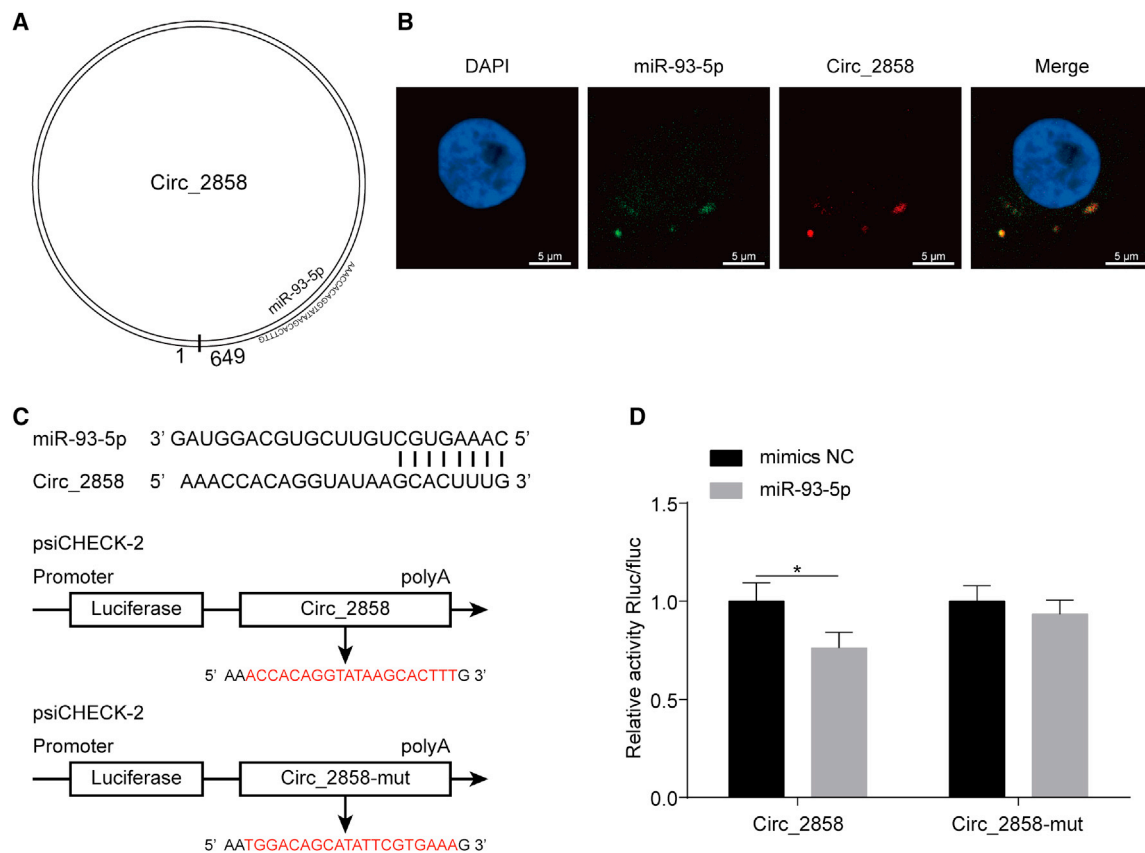 A
Circ_2858
miR-93-5p
AAACCACAGGTATAAGCACTTTG
1 649
B
DAPI miR-93-5p Circ_2858 Merge
5 µm 5 µm 5 µm 5 µm
C
miR-93-5p 3’ GAUGGACGUGCUUGUCGUGAAAC 5’
Circ_2858 5’ AAACCACAGGUAUAAGCACUUUG 3’
psiCHECK-2
Promoter polyA
Luciferase Circ_2858
5’ AAACCACAGGTATAAGCACTTTG 3’
psiCHECK-2
Promoter polyA
Luciferase Circ_2858-mut
5’ AATGGACAGCATATTCGTGAAAG 3’
D
mimics NC
miR-93-5p
Relative activity Rluc/fluc
1.5
*
1.0
0.5
0.0
Circ_2858 Circ_2858-mut